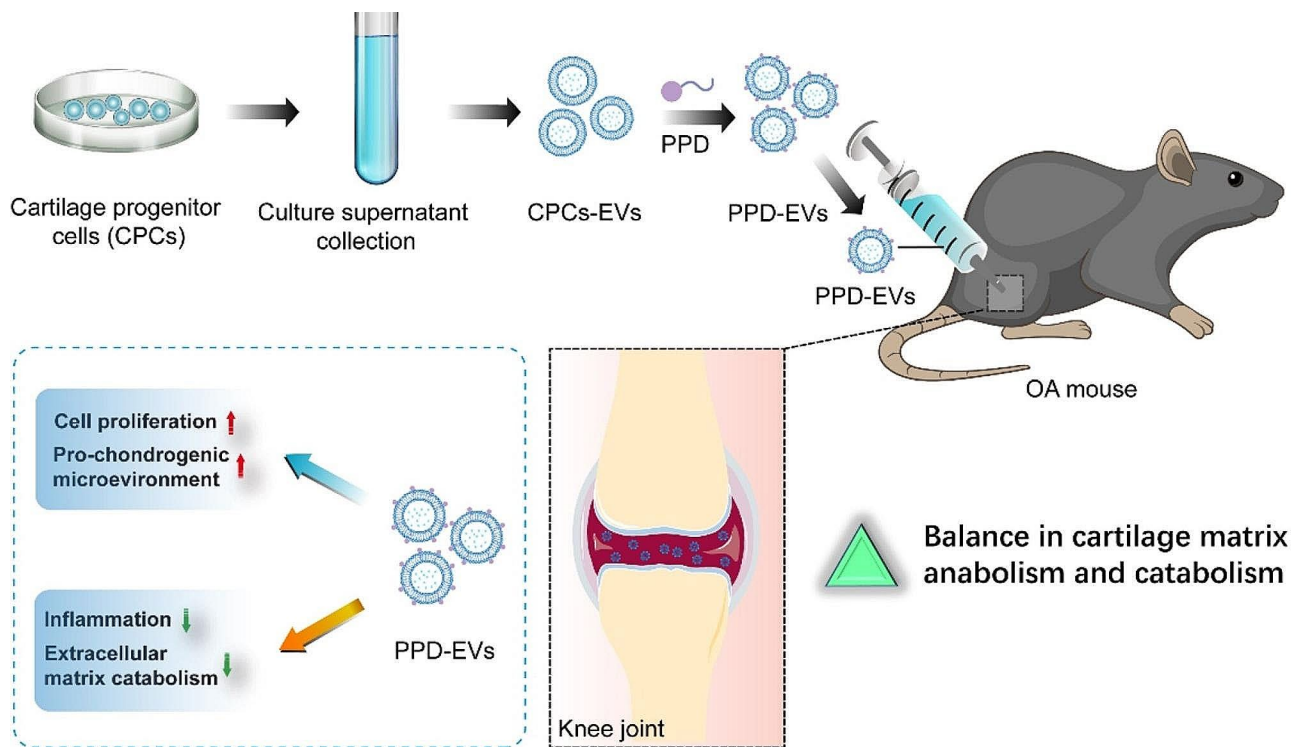 Cartilage progenitor
cells (CPCs)
Culture supernatant
collection
CPCs-EVs
PPD
PPD-EVs
PPD-EVs
OA mouse
Cell proliferation
Pro-chondrogenic
microevironment
Inflammation
Extracellular
matrix catabolism
PPD-EVs
Knee joint
Balance in cartilage matrix
anabolism and catabolism